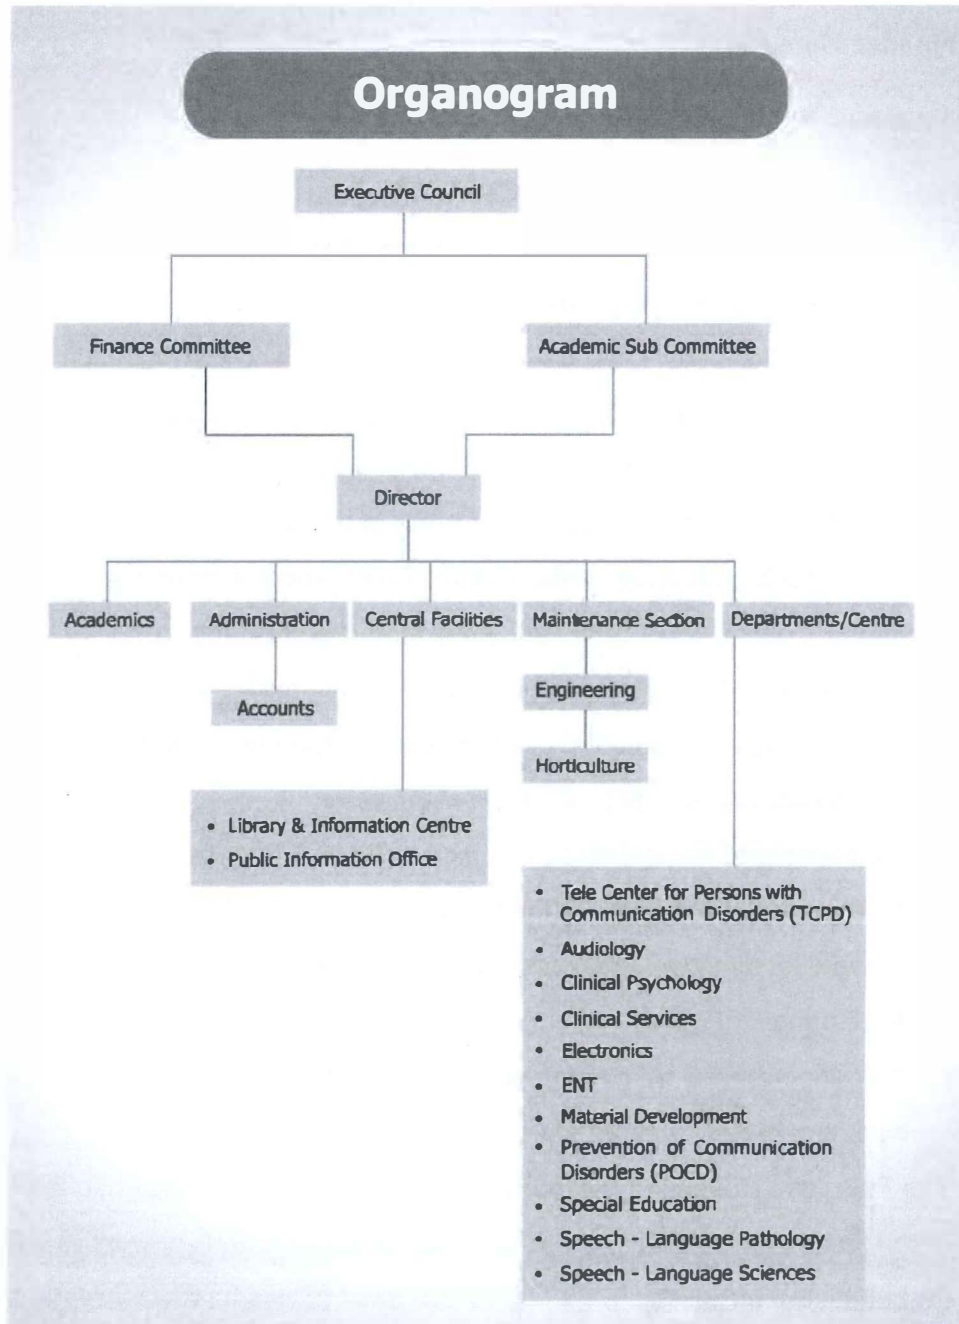 Organogram
Executive Council
Finance Committee
Academic Sub Committee
Director
Academics
Administration
Central Facilities
Maintenance Section
Departments/Centre
Accounts
Engineering
Horticulture
• Library & Information Centre
• Public Information Office
• Tele Center for Persons with
Communication Disorders (TCPD)
• Audiology
• Clinical Psychology
• Clinical Services
• Electronics
• ENT
• Material Development
• Prevention of Communication
Disorders (POCD)
• Special Education
• Speech - Language Pathology
• Speech - Language Sciences